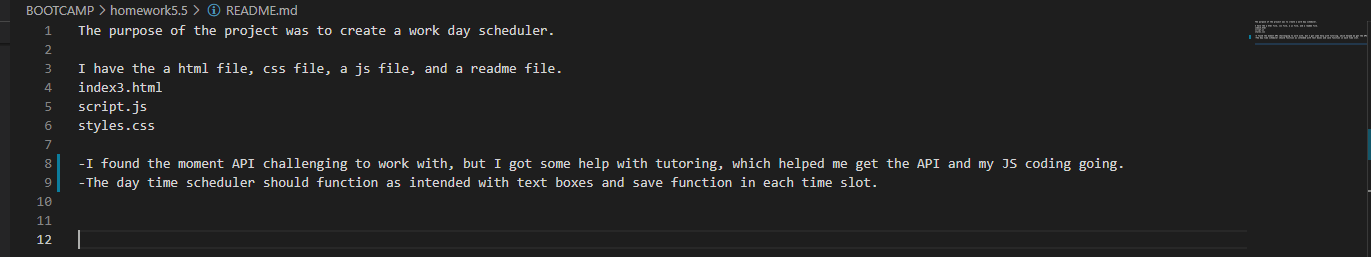 BOOTCAMP > homework5.5 > README.md
1 The purpose of the project was to create a work day scheduler.
2
3 I have the a html file, css file, a js file, and a readme file.
4 index3.html
5 script.js
6 styles.css
7
8 -I found the moment API challenging to work with, but I got some help with tutoring, which helped me get the API and my JS coding going.
9 -The day time scheduler should function as intended with text boxes and save function in each time slot.
10
11
12